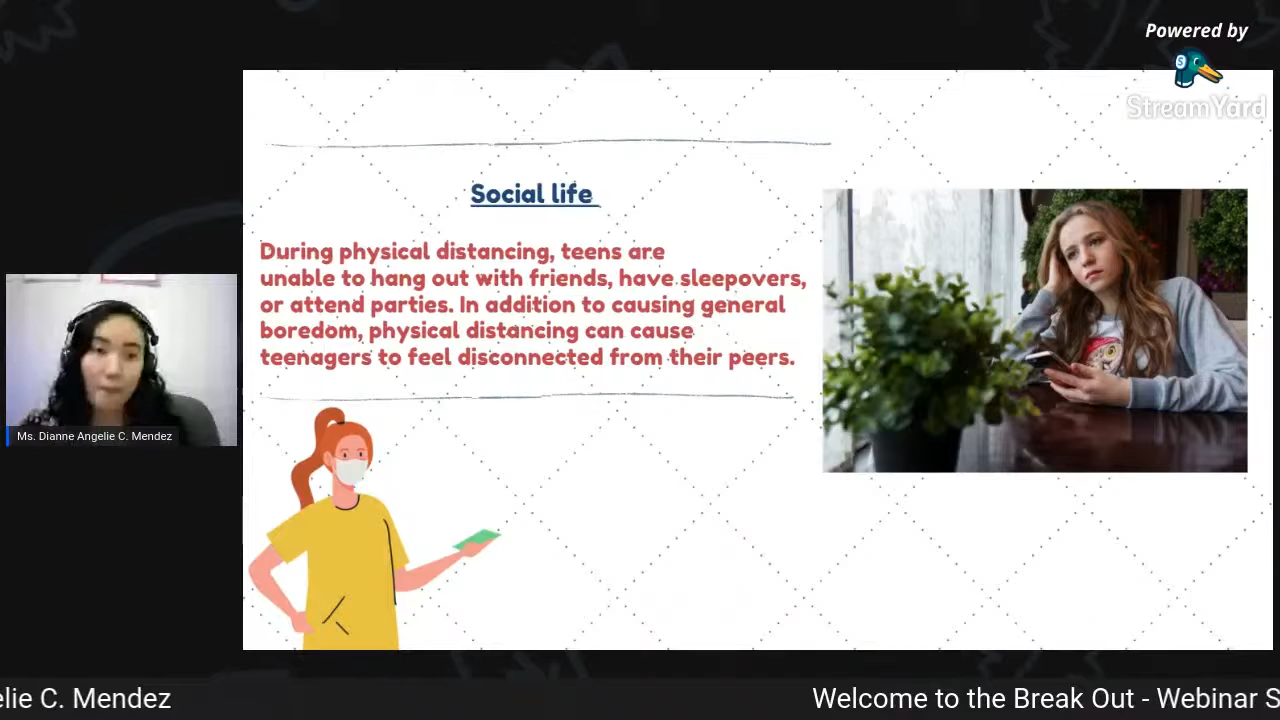 Powered by
S
StreamYard
Social life
During physical distancing, teens are
unable to hang out with friends, have sleepovers,
or attend parties. In addition to causing general
boredom, physical distancing can cause
teenagers to feel disconnected from their peers.
Ms. Dianne Angelie C. Mendez
elie C. Mendez
Welcome to the Break Out - Webinar S